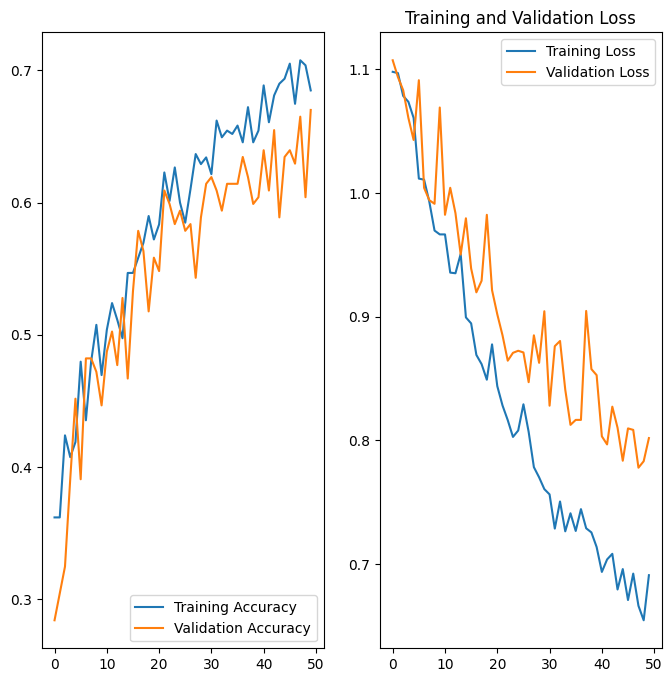 Training and Validation Loss
0.7
0.6
0.5
0.4
0.3
0 10 20 30 40 50
Training Accuracy
Validation Accuracy
1.1
1.0
0.9
0.8
0.7
0 10 20 30 40 50
Training Loss
Validation Loss